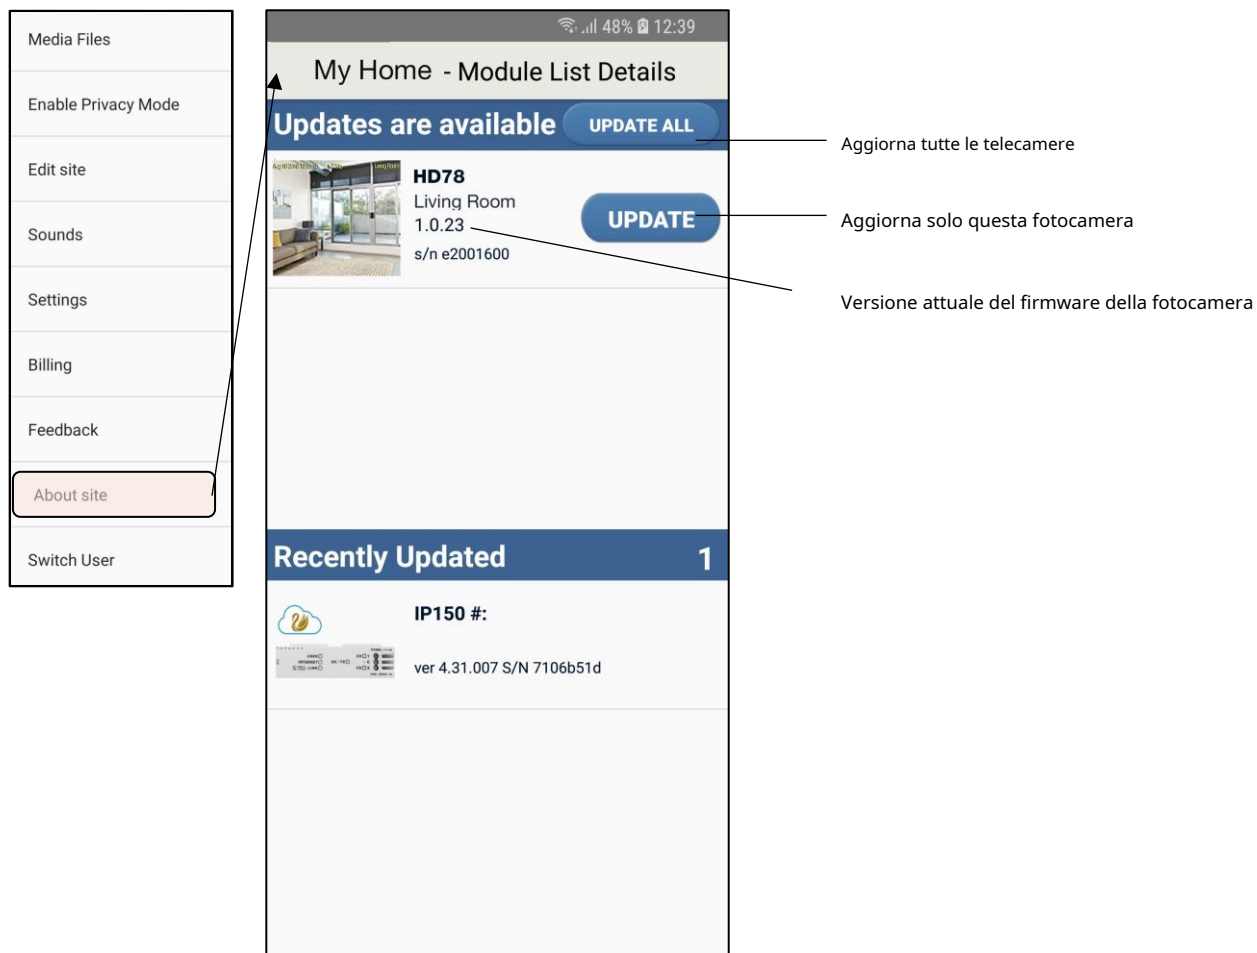 Media Files
Enable Privacy Mode
Edit site
Sounds
Settings
Billing
Feedback
About site
Switch User
48% 12:39
My Home - Module List Details
Updates are available UPDATE ALL
HD78
Living Room
1.0.23
s/n e2001600
UPDATE
Recently Updated 1
IP150 #:
ver 4.31.007 S/N 7106b51d
Aggiorna tutte le telecamere
Aggiorna solo questa fotocamera
Versione attuale del firmware della fotocamera